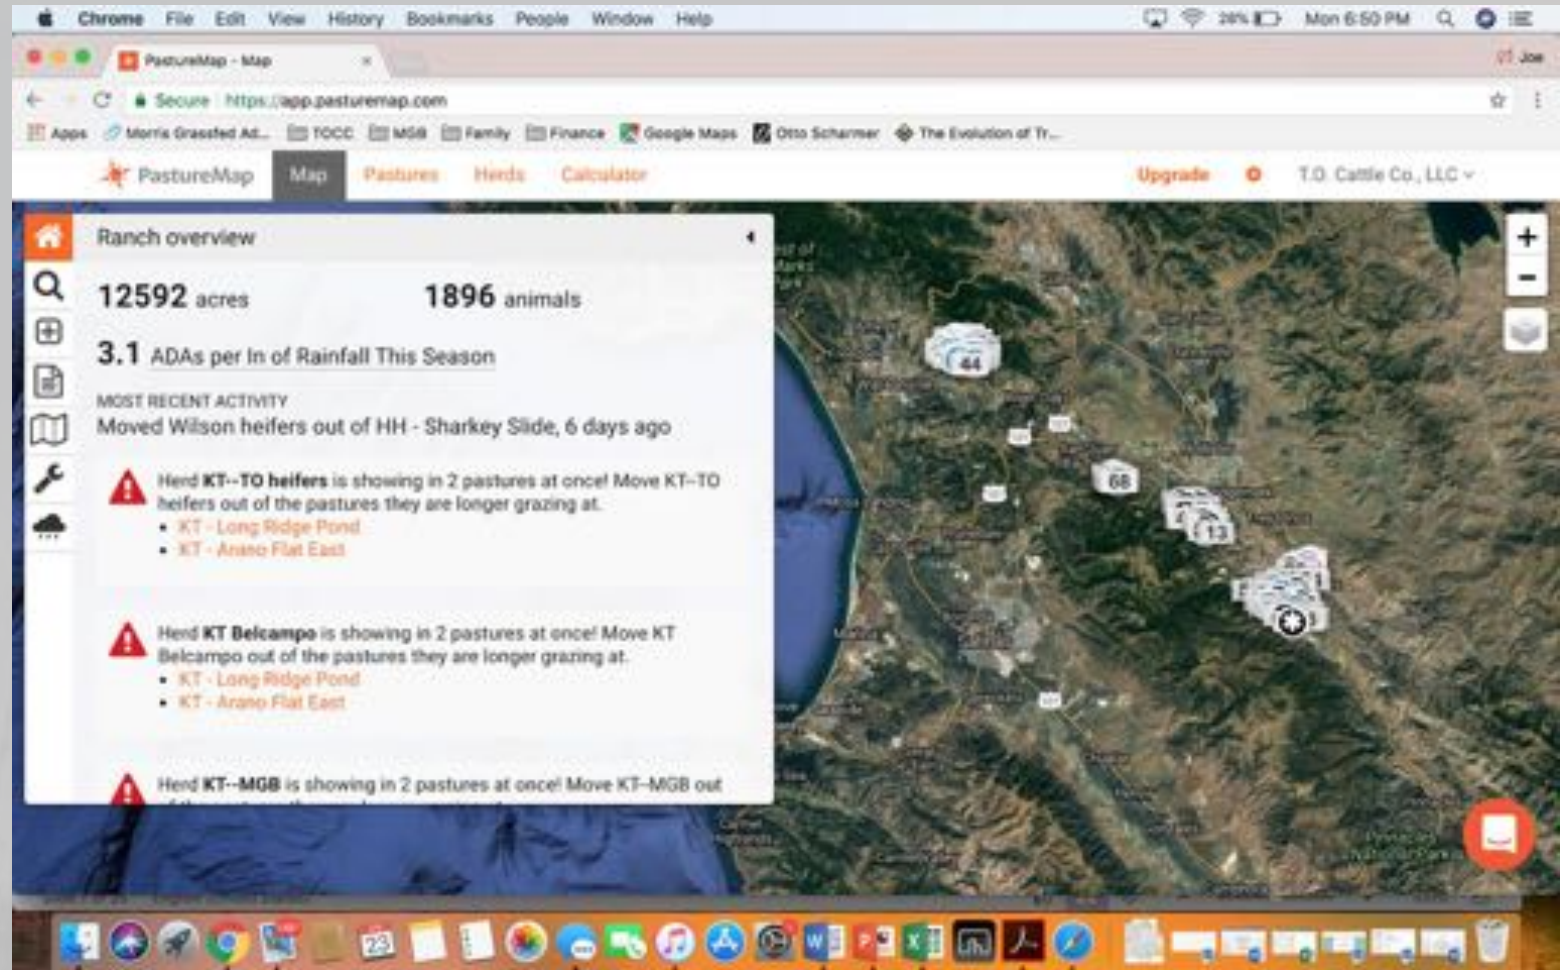 Chrome File Edit View History Bookmarks People Window Help
28% Mon 6:50 PM
PastureMap - Map
Joe
Secure https://app.pasturemap.com
Apps Morris Grassfed Ad... TOCC MGB Family Finance Google Maps Otto Scharmer The Evolution of Tr...
PastureMap Map Pastures Herds Calculator Upgrade T.O. Cattle Co., LLC
Ranch overview
12592 acres 1896 animals
3.1 ADAs per In of Rainfall This Season
MOST RECENT ACTIVITY
Moved Wilson heifers out of HH - Sharkey Slide, 6 days ago
Herd KT--TO heifers is showing in 2 pastures at once! Move KT--TO
heifers out of the pastures they are longer grazing at.
• KT - Long Ridge Pond
• KT - Arano Flat East
Herd KT Belcampo is showing in 2 pastures at once! Move KT
Belcampo out of the pastures they are longer grazing at.
• KT - Long Ridge Pond
• KT - Arano Flat East
Herd KT--MGB is showing in 2 pastures at once! Move KT--MGB out
44
68
13
Pinnacles
National Park
23